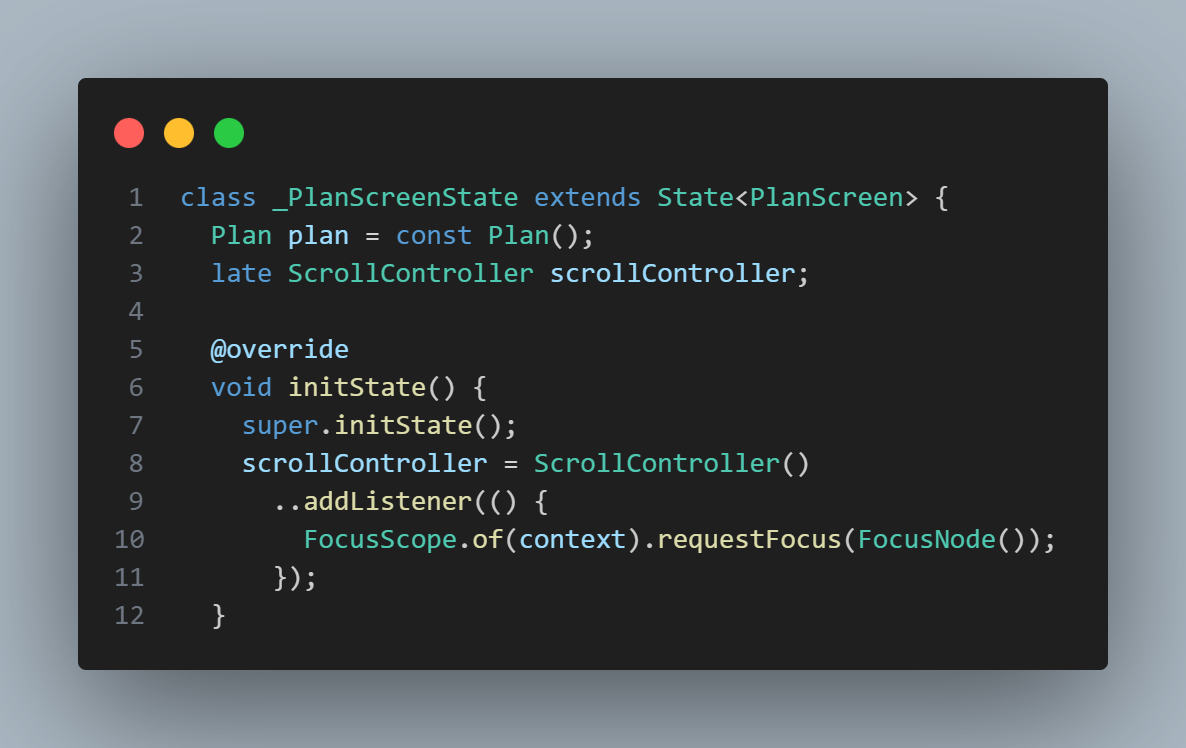 1 class _PlanScreenState extends State<PlanScreen> {
2 Plan plan = const Plan();
3 late ScrollController scrollController;
4
5 @override
6 void initState() {
7 super.initState();
8 scrollController = ScrollController()
9 ..addListener(() {
10 FocusScope.of(context).requestFocus(FocusNode());
11 });
12 }